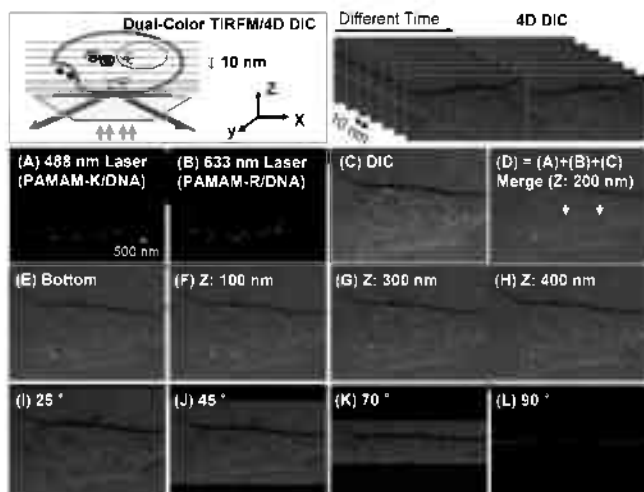 Dual-Color TIRFM/4D DIC
10 nm
Z
X
y
Different Time
4D DIC
10 nm
(A) 488 nm Laser
(PAMAM-K/DNA)
500 nm
(B) 633 nm Laser
(PAMAM-R/DNA)
(C) DIC
(D) = (A)+(B)+(C)
Merge (Z: 200 nm)
(E) Bottom
(F) Z: 100 nm
(G) Z: 300 nm
(H) Z: 400 nm
(I) 25 °
(J) 45 °
(K) 70 °
(L) 90 °